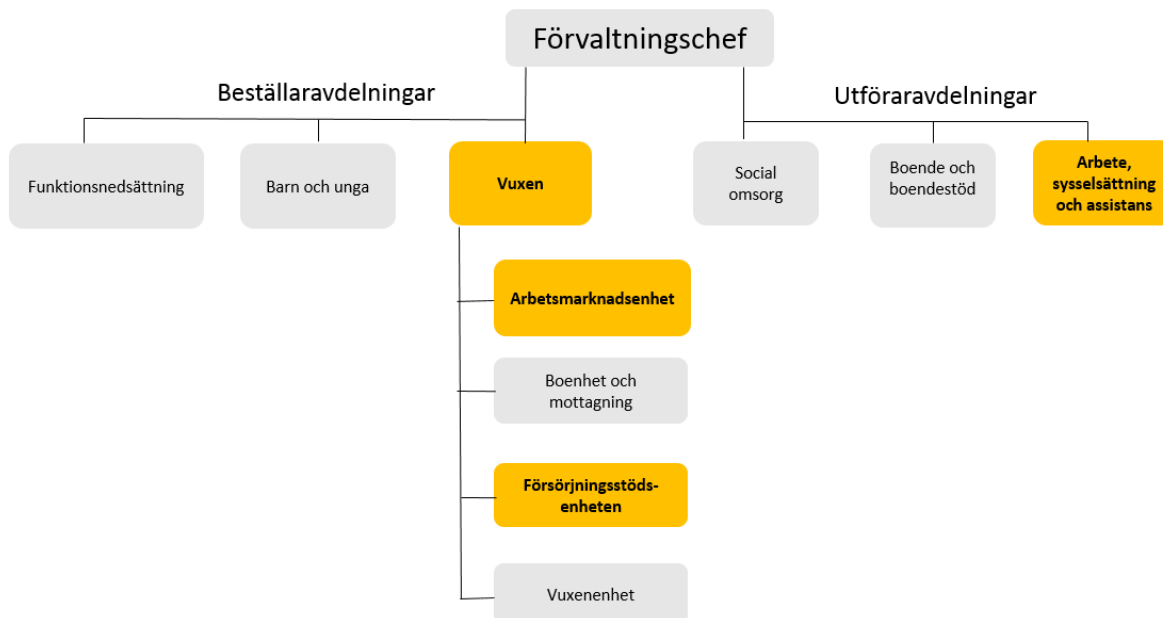 Förvaltningschef
Beställaravdelningar
Utföraravdelningar
Funktionsnedsättning
Barn och unga
Vuxen
Social
omsorg
Boende och
boendestöd
Arbete,
sysselsättning
och assistans
Arbetsmarknadsenhet
Boenhet och
mottagning
Försörjningsstöds-
enheten
Vuxenenhet